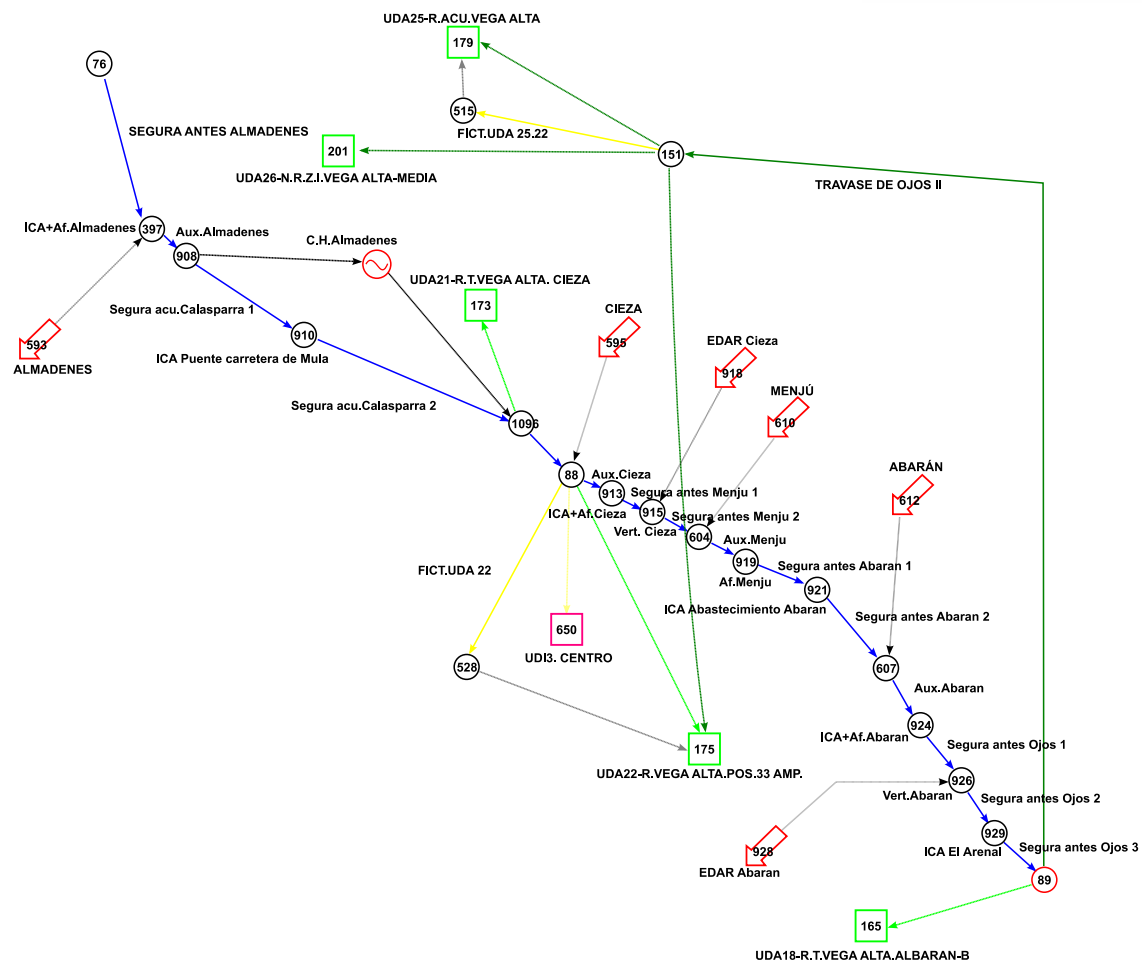 UDA25-R.ACU.VEGA ALTA
179
76
515
SEGURA ANTES ALMADENES
FICT.UDA 25.22
201
151
UDA26-N.R.Z.I.VEGA ALTA-MEDIA
TRAVASE DE OJOS II
ICA+Af.Almadenes
397
Aux.Almadenes
908
C.H.Almadenes
UDA21-R.T.VEGA ALTA. CIEZA
173
Segura acu.Calasparra 1
CIEZA
910
593
595
EDAR Cieza
ICA Puente carretera de Mula
ALMADENES
918
MENJÚ
Segura acu.Calasparra 2
610
1096
88
Aux.Cieza
ABARÁN
913
Segura antes Menju 1
612
ICA+Af.Cieza
915
Segura antes Menju 2
Vert. Cieza
604
Aux.Menju
919
Segura antes Abaran 1
FICT.UDA 22
Af.Menju
921
ICA Abastecimiento Abaran
Segura antes Abaran 2
650
UDI3. CENTRO
528
607
Aux.Abaran
924
ICA+Af.Abaran
Segura antes Ojos 1
175
UDA22-R.VEGA ALTA.POS.33 AMP.
926
Vert.Abaran
Segura antes Ojos 2
929
928
ICA El Arenal
Segura antes Ojos 3
EDAR Abaran
89
165
UDA18-R.T.VEGA ALTA.ALBARAN-B